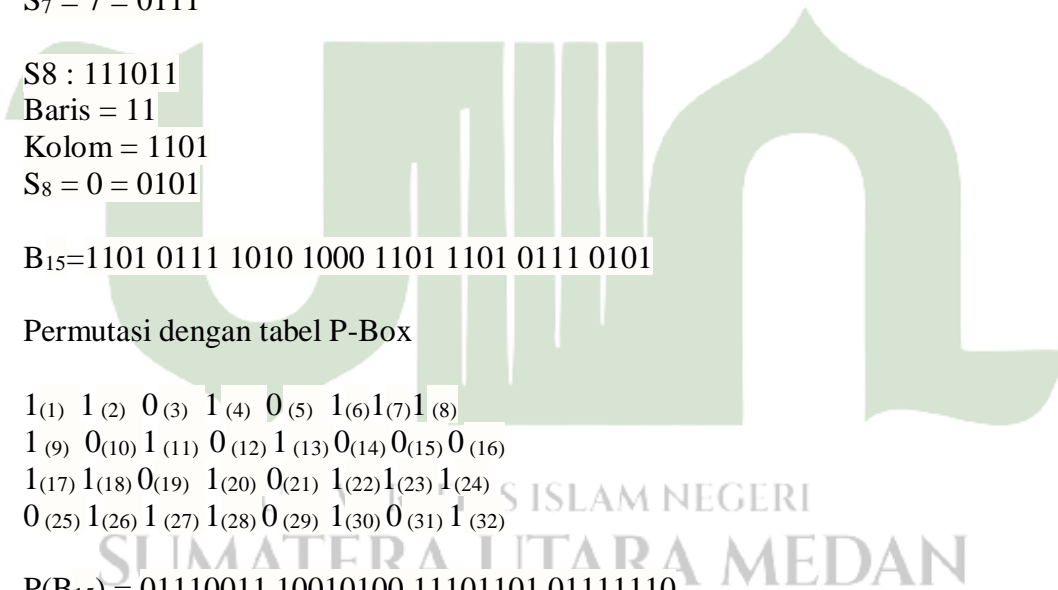 S₇ = 7 = 0111
S8 : 111011
Baris = 11
Kolom = 1101
S₈ = 0 = 0101
B₁₅=1101 0111 1010 1000 1101 1101 0111 0101
Permutasi dengan tabel P-Box
1₍₁₎ 1 ₍₂₎ 0 ₍₃₎ 1 ₍₄₎ 0 ₍₅₎ 1₍₆₎1₍₇₎1 ₍₈₎
1 ₍₉₎ 0₍₁₀₎ 1 ₍₁₁₎ 0 ₍₁₂₎ 1 ₍₁₃₎ 0₍₁₄₎ 0₍₁₅₎ 0 ₍₁₆₎
1₍₁₇₎ 1₍₁₈₎ 0₍₁₉₎ 1₍₂₀₎ 0₍₂₁₎ 1₍₂₂₎1₍₂₃₎ 1₍₂₄₎
0 ₍₂₅₎ 1₍₂₆₎ 1 ₍₂₇₎ 1₍₂₈₎ 0 ₍₂₉₎ 1₍₃₀₎ 0 ₍₃₁₎ 1 ₍₃₂₎
S ISLAM NEGERI
SUMATERA UTARA MEDAN
P(B₁₅) = 01110011 10010100 11101101 01111110